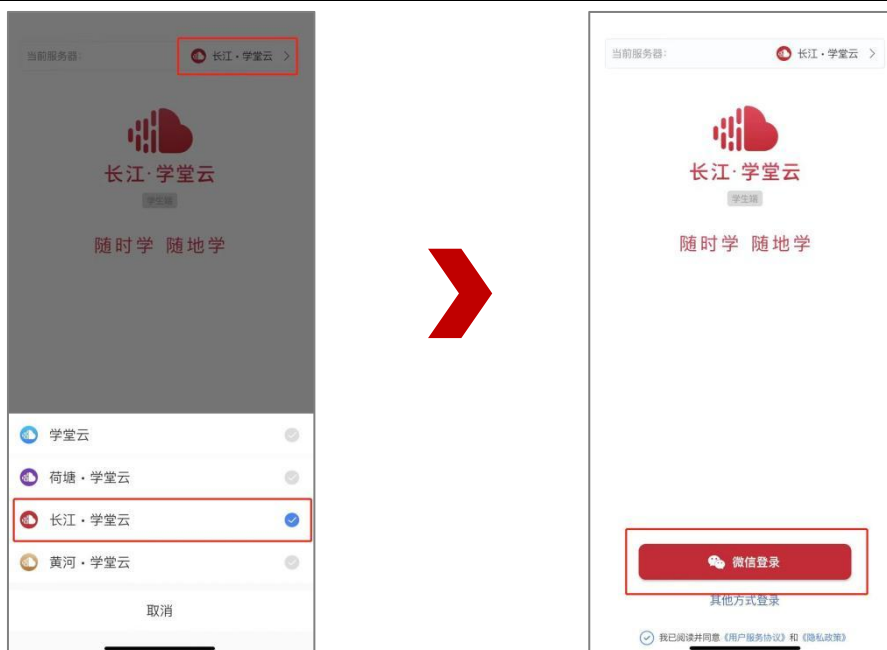 当前服务器:
长江·学堂云
长江·学堂云
学生端
随时学 随地学
学堂云
荷塘·学堂云
长江·学堂云
黄河·学堂云
取消
当前服务器:
长江·学堂云
长江·学堂云
学生端
随时学 随地学
微信登录
其他方式登录
我已阅读并同意《用户服务协议》和《隐私政策》